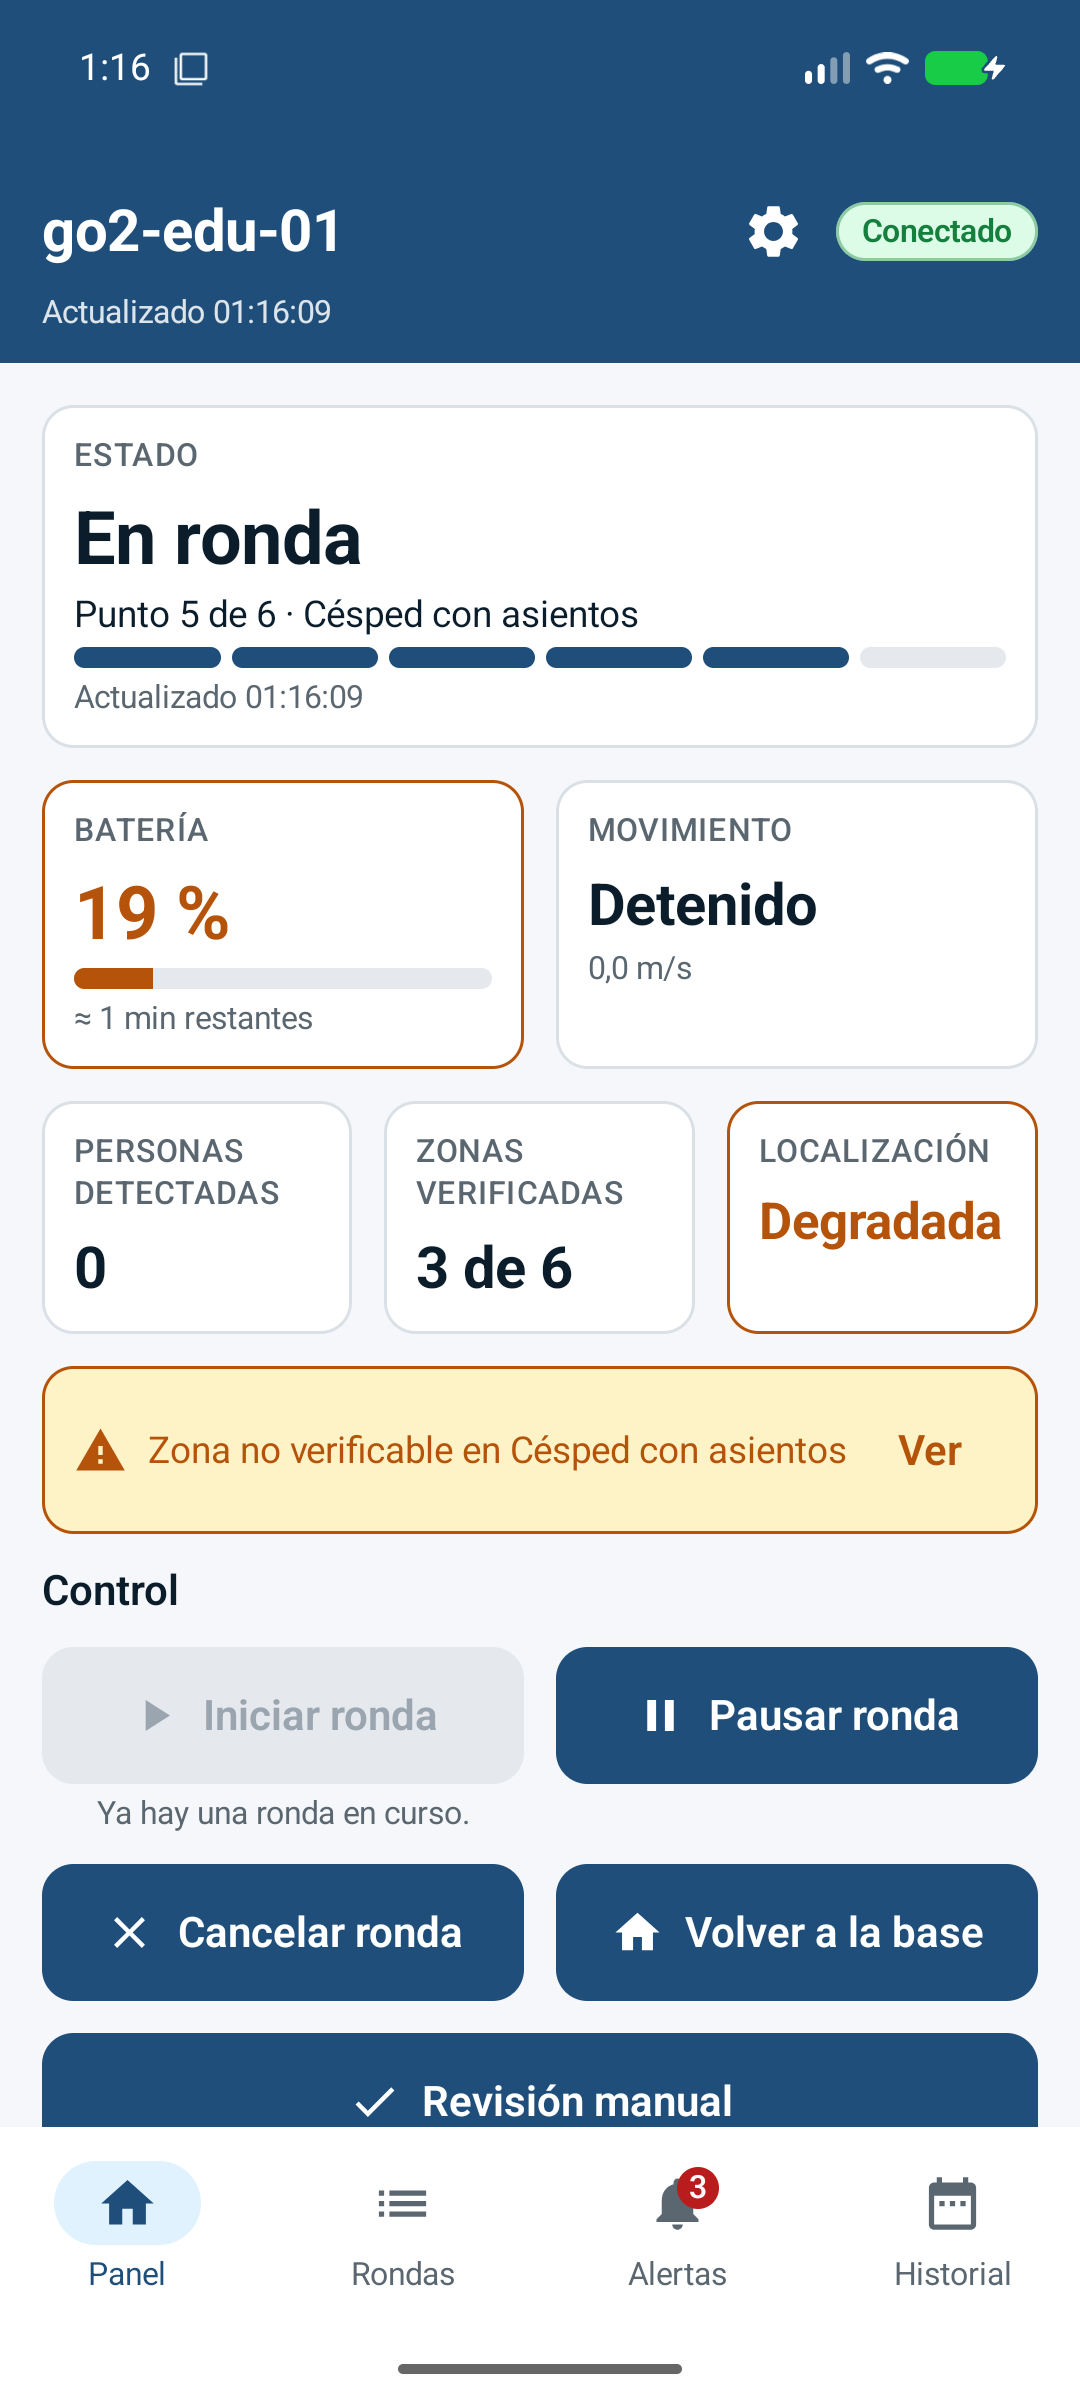 1:16
go2-edu-01
Conectado
Actualizado 01:16:09
ESTADO
En ronda
Punto 5 de 6 · Césped con asientos
Actualizado 01:16:09
BATERÍA
19 %
≈ 1 min restantes
MOVIMIENTO
Detenido
0,0 m/s
PERSONAS
DETECTADAS
0
ZONAS
VERIFICADAS
3 de 6
LOCALIZACIÓN
Degradada
Zona no verificable en Césped con asientos
Ver
Control
Iniciar ronda
Pausar ronda
Ya hay una ronda en curso.
Cancelar ronda
Volver a la base
Revisión manual
3
Panel
Rondas
Alertas
Historial